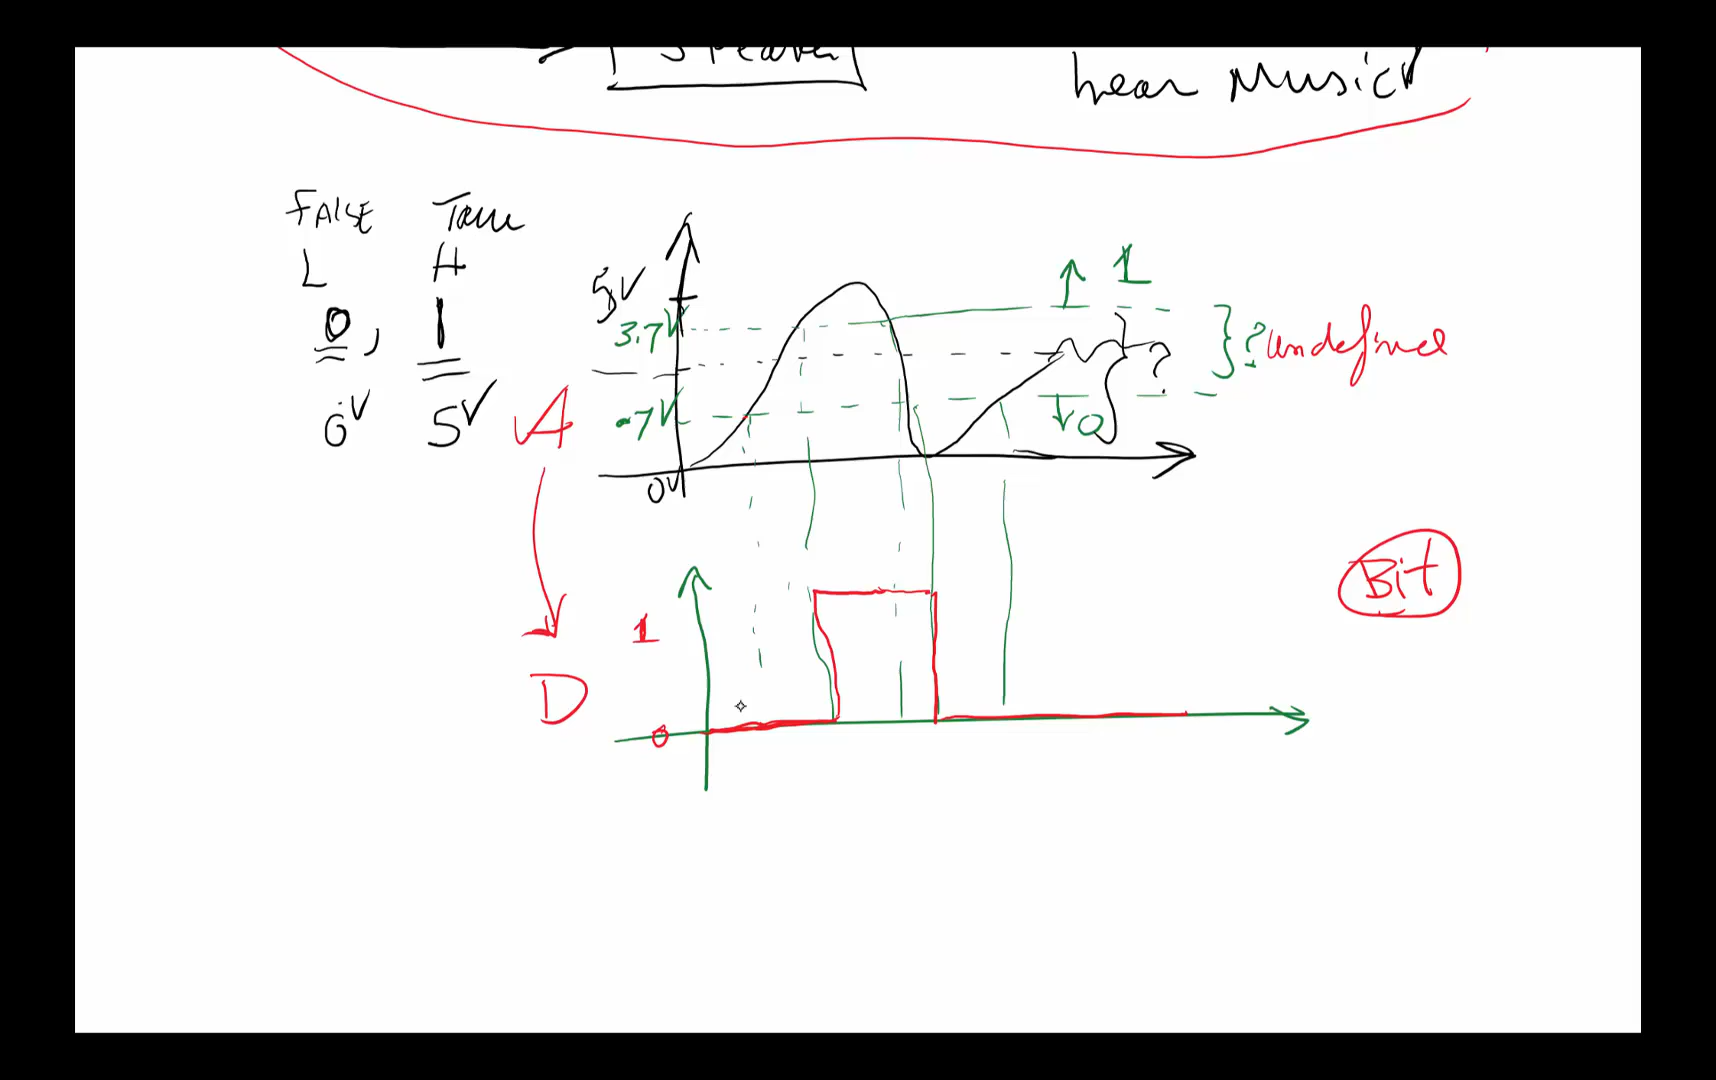 Speaker
hear Music
FALSE True
L H
0, 1
0V 5V
5V
3.7V
.7V
0V
↑ 1
} ? undefined
?
↓ 0
A
D
1
0
Bit